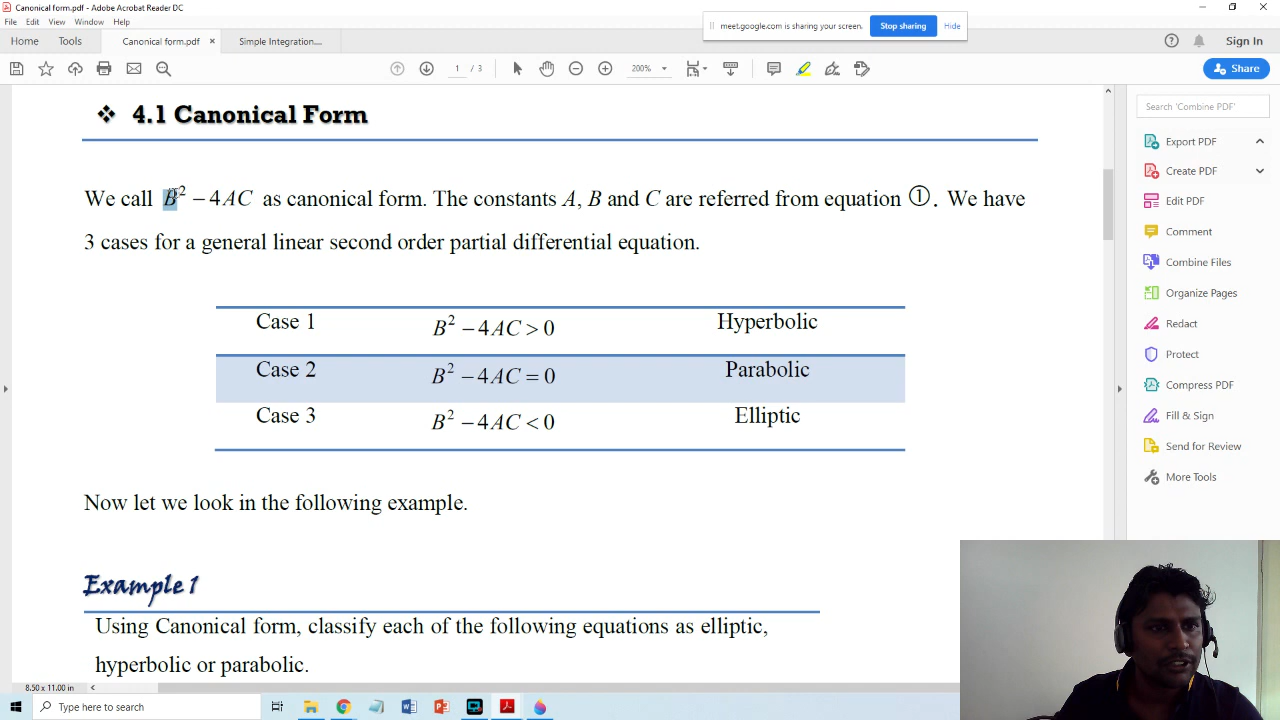 Canonical form.pdf - Adobe Acrobat Reader DC
File Edit View Window Help
meet.google.com is sharing your screen. Stop sharing Hide
Home Tools Canonical form.pdf × Simple Integration.... Sign In
1 / 3 200% Share
❖ 4.1 Canonical Form
We call B² − 4AC as canonical form. The constants A, B and C are referred from equation ①. We have
3 cases for a general linear second order partial differential equation.
Case 1 B² − 4AC > 0 Hyperbolic
Case 2 B² − 4AC = 0 Parabolic
Case 3 B² − 4AC < 0 Elliptic
Now let we look in the following example.
Example 1
Using Canonical form, classify each of the following equations as elliptic,
hyperbolic or parabolic.
Search 'Combine PDF'
Export PDF
Create PDF
Edit PDF
Comment
Combine Files
Organize Pages
Redact
Protect
Compress PDF
Fill & Sign
Send for Review
More Tools
8.50 x 11.00 in
Type here to search